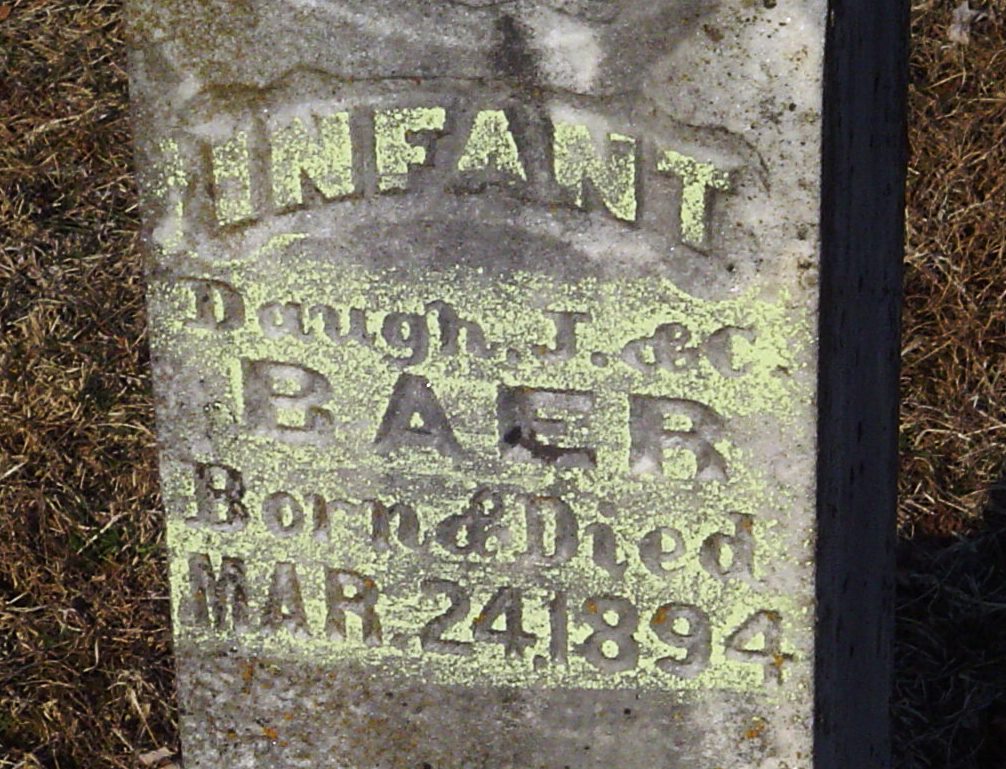 INFANT
Daugh. J. & C.
BAER
Born & Died
MAR. 24, 1894